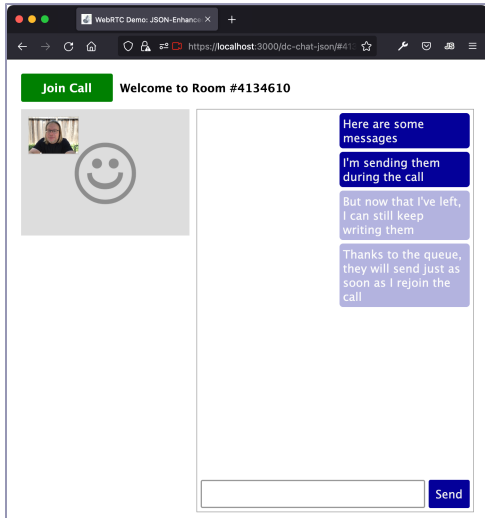 WebRTC Demo: JSON-Enhance
https://localhost:3000/dc-chat-json/#41
Join Call
Welcome to Room #4134610
Here are some
messages
I'm sending them
during the call
But now that I've left,
I can still keep
writing them
Thanks to the queue,
they will send just as
soon as I rejoin the
call
Send